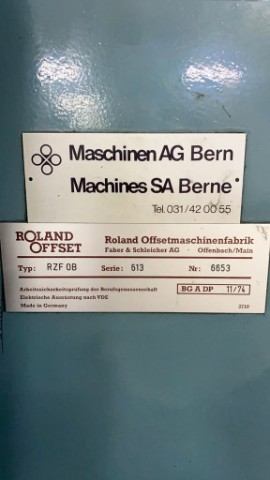 Maschinen AG Bern
Machines SA Berne
Tel. 031/42 00 55
ROLAND OFFSET
Roland Offsetmaschinenfabrik
Faber & Schleicher AG Offenbach/Main
Typ: RZF OB Serie: 613 Nr: 6653
Arbeitssicherheitsprüfung der Berufsgenossenschaft
BG A DP 11/74
Elektrische Ausrüstung nach VDE
Made in Germany